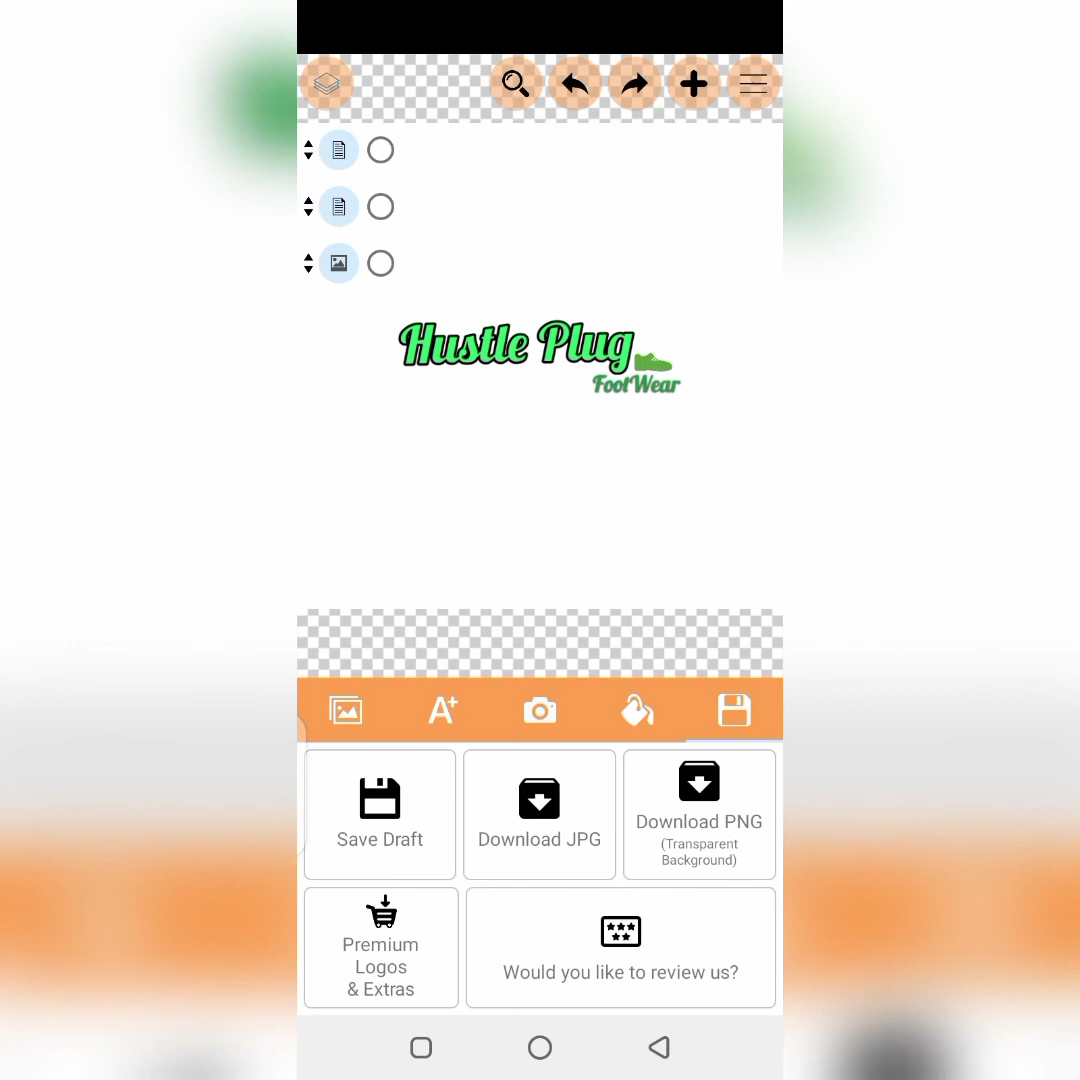 Hustle Plug
FootWear
Save Draft
Download JPG
Download PNG
(Transparent
Background)
Premium
Logos
& Extras
Would you like to review us?